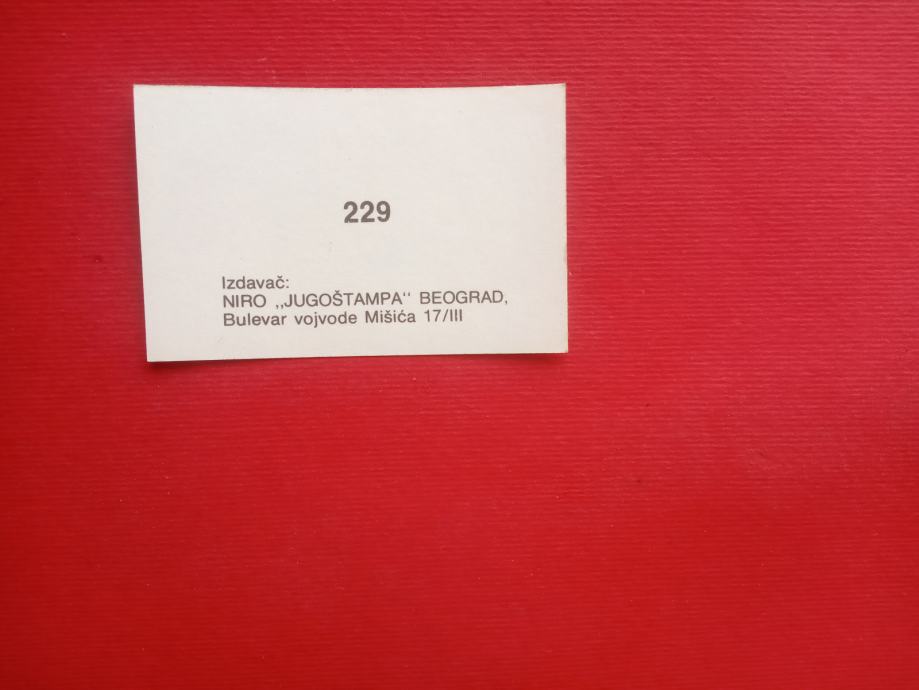 229
Izdavač:
NIRO ,,JUGOŠTAMPA'' BEOGRAD,
Bulevar vojvode Mišića 17/III